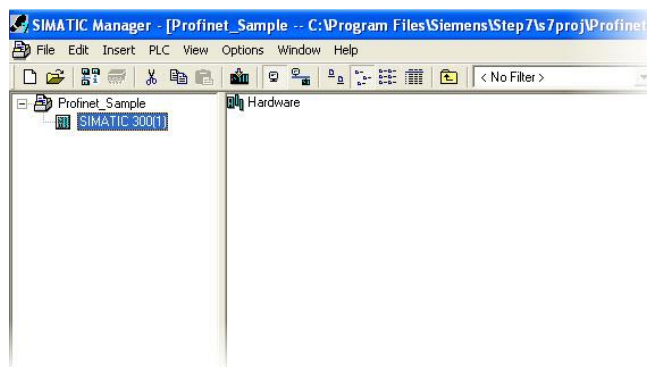 SIMATIC Manager - [Profinet_Sample -- C:\Program Files\Siemens\Step7\s7proj\Profinet
File Edit Insert PLC View Options Window Help
< No Filter >
Profinet_Sample
SIMATIC 300(1)
Hardware